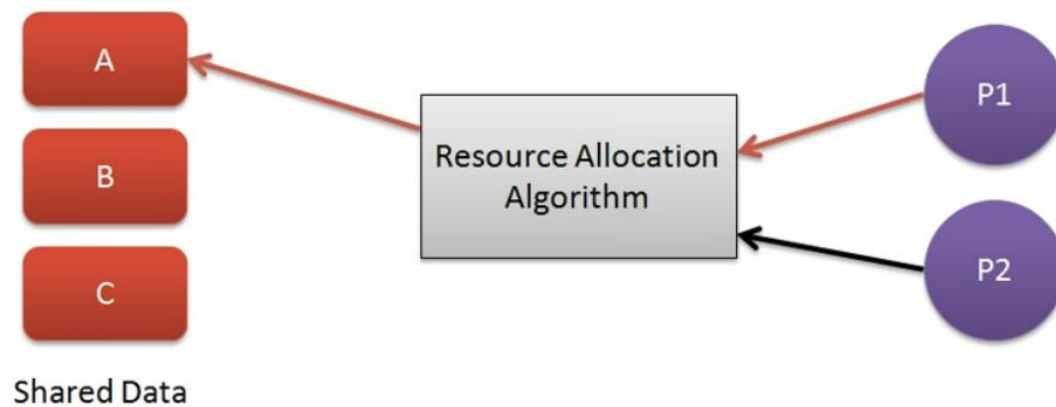 A
B
C
Shared Data
Resource Allocation
Algorithm
P1
P2